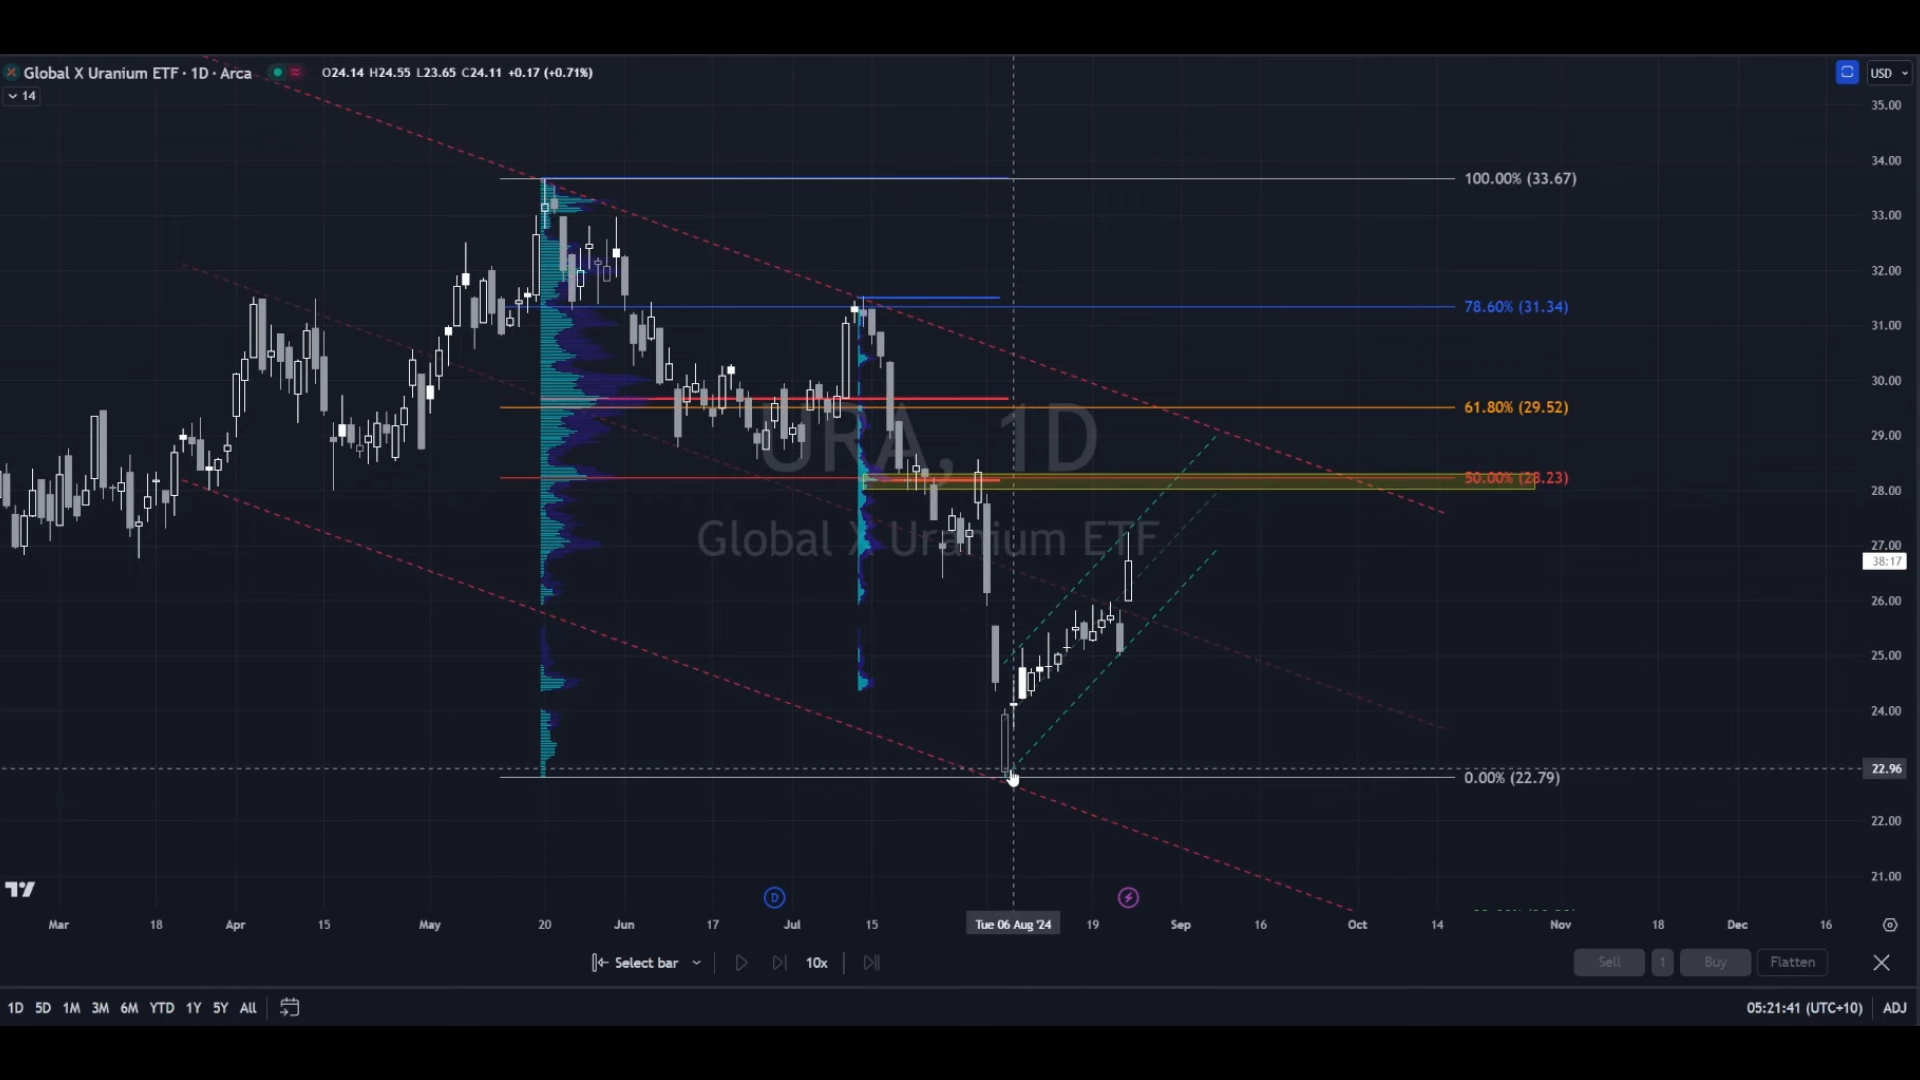 Global X Uranium ETF · 1D · Arca O24.14 H24.55 L23.65 C24.11 +0.17 (+0.71%)
USD
14
35.00
34.00
100.00% (33.67)
33.00
32.00
78.60% (31.34)
31.00
30.00
61.80% (29.52)
URA, 1D
29.00
50.00% (28.23)
28.00
Global X Uranium ETF
27.00
38:17
26.00
25.00
24.00
22.96
0.00% (22.79)
22.00
21.00
D
Mar 18 Apr 15 May 20 Jun 17 Jul 15 Tue 06 Aug '24 19 Sep 16 Oct 14 Nov 18 Dec 16
Select bar 10x Sell 1 Buy Flatten
1D 5D 1M 3M 6M YTD 1Y 5Y All 05:21:41 (UTC+10) ADJ